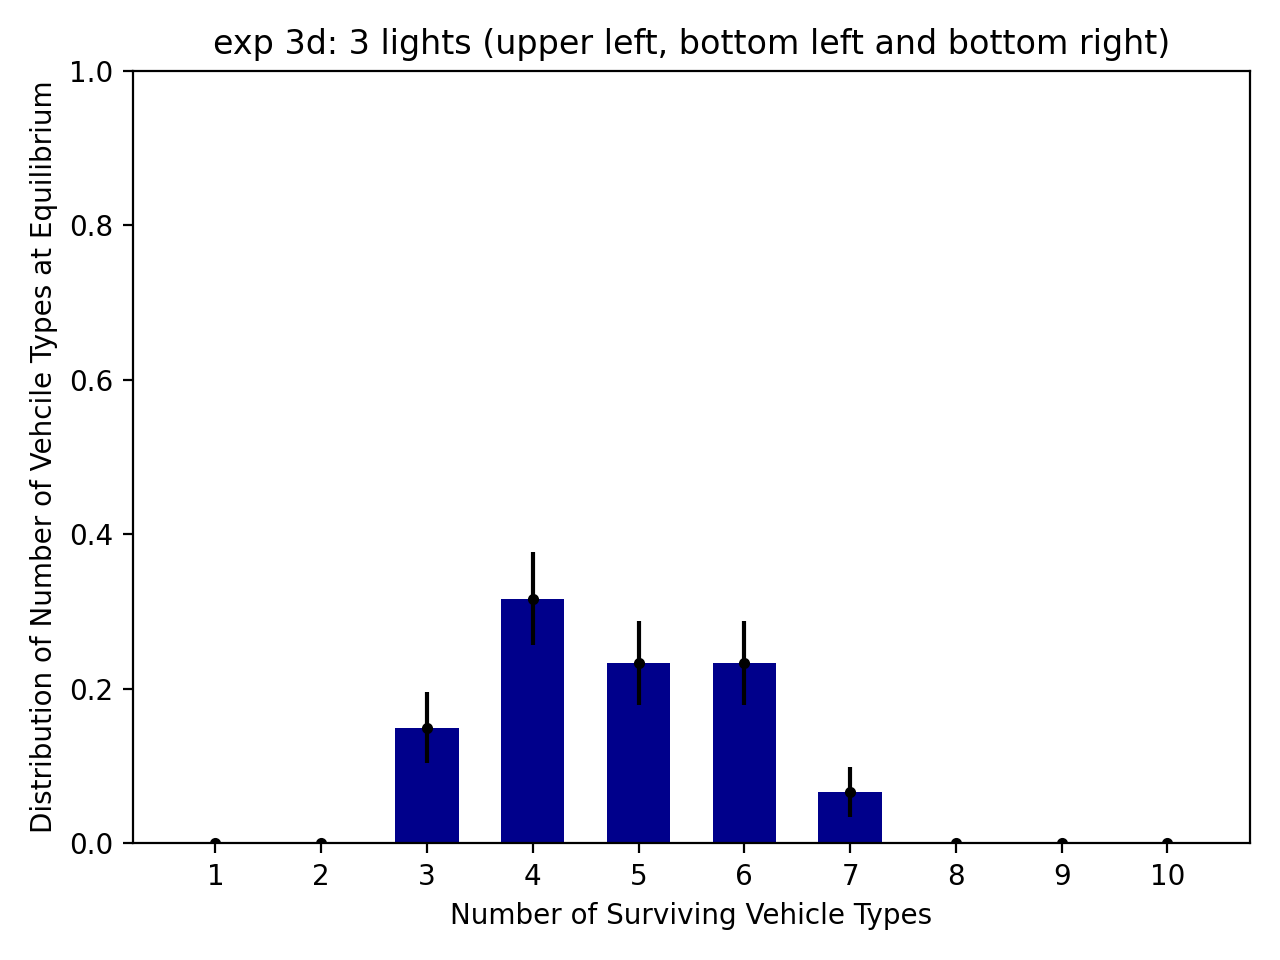 exp 3d: 3 lights (upper left, bottom left and bottom right)
Distribution of Number of Vehcile Types at Equilibrium
1.0
0.8
0.6
0.4
0.2
0.0
1 2 3 4 5 6 7 8 9 10
Number of Surviving Vehicle Types